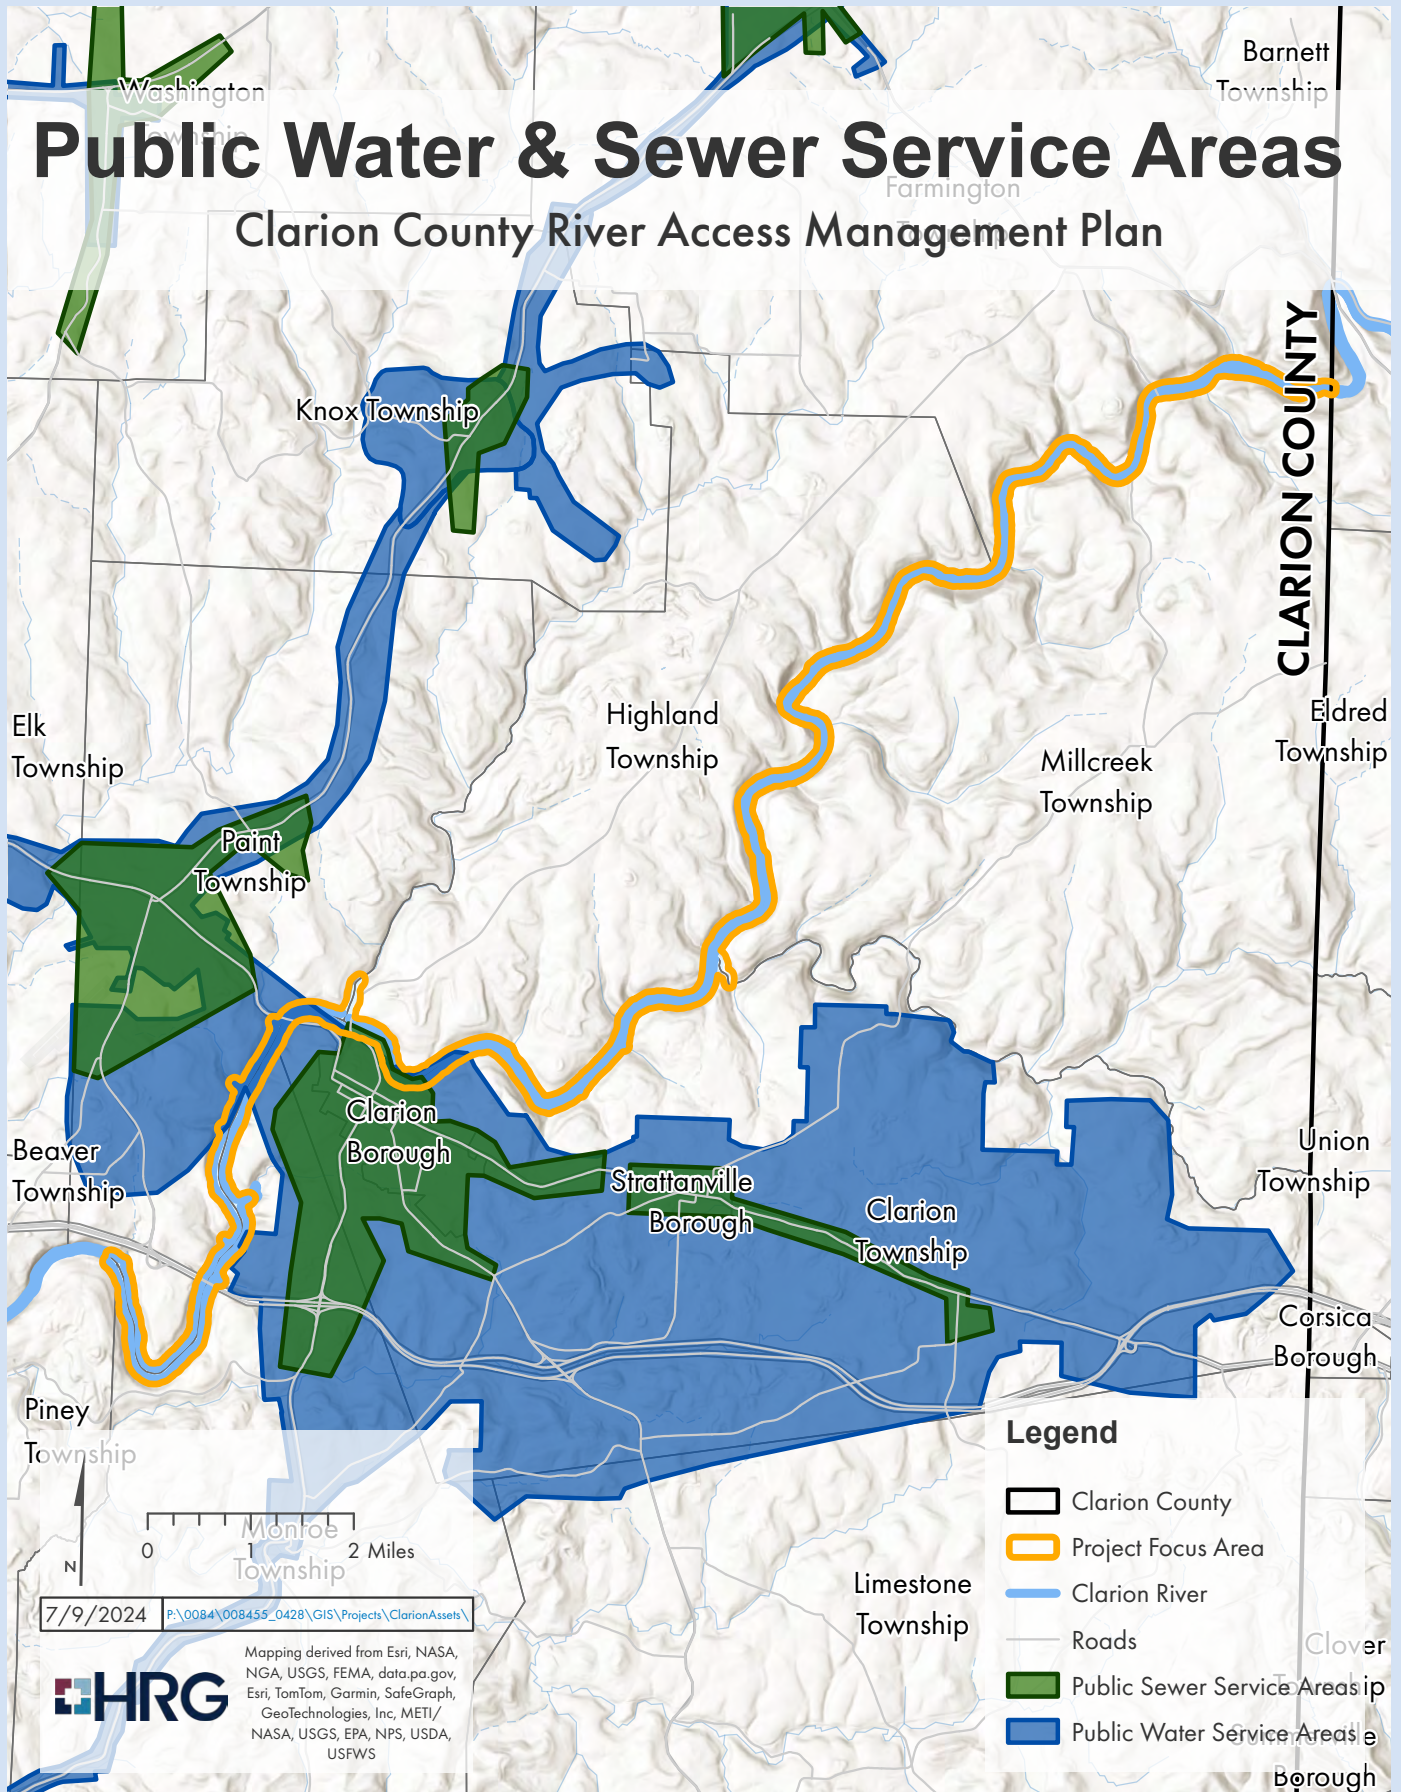 Barnett
Township
Washington
Township
Public Water & Sewer Service Areas
Farmington
Township
Clarion County River Access Management Plan
CLARION COUNTY
Knox Township
Elk
Township
Highland
Township
Millcreek
Township
Eldred
Township
Paint
Township
Clarion
Borough
Beaver
Township
Strattanville
Borough
Clarion
Township
Union
Township
Corsica
Borough
Piney
Township
Monroe
Township
Limestone
Township
N
0 1 2 Miles
7/9/2024
P:\0084\008455_0428\GIS\Projects\ClarionAssets\
HRG
Mapping derived from Esri, NASA,
NGA, USGS, FEMA, data.pa.gov,
Esri, TomTom, Garmin, SafeGraph,
GeoTechnologies, Inc, METI/
NASA, USGS, EPA, NPS, USDA,
USFWS
Legend
Clarion County
Project Focus Area
Clarion River
Roads
Public Sewer Service Areas
Public Water Service Areas
Clover
Township
Summerville
Borough